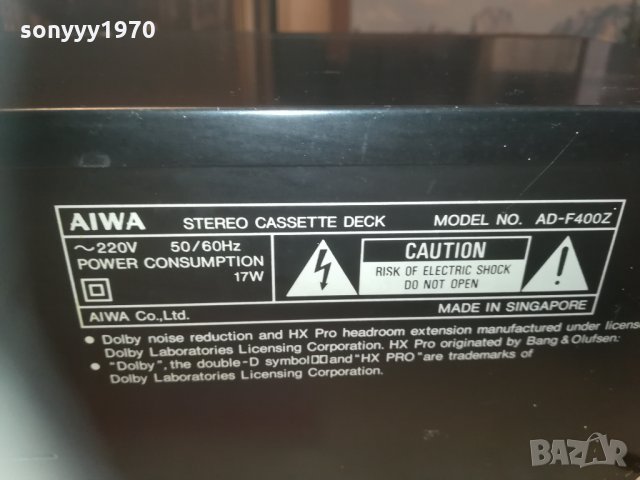 sonyyy1970
AIWA STEREO CASSETTE DECK MODEL NO. AD-F400Z
~220V 50/60Hz
POWER CONSUMPTION
17W
CAUTION
RISK OF ELECTRIC SHOCK
DO NOT OPEN
AIWA Co.,Ltd. MADE IN SINGAPORE
• Dolby noise reduction and HX Pro headroom extension manufactured under license
Dolby Laboratories Licensing Corporation. HX Pro originated by Bang & Olufsen.
• "Dolby", the double-D symbol and "HX PRO" are trademarks of
Dolby Laboratories Licensing Corporation.
BAZAR